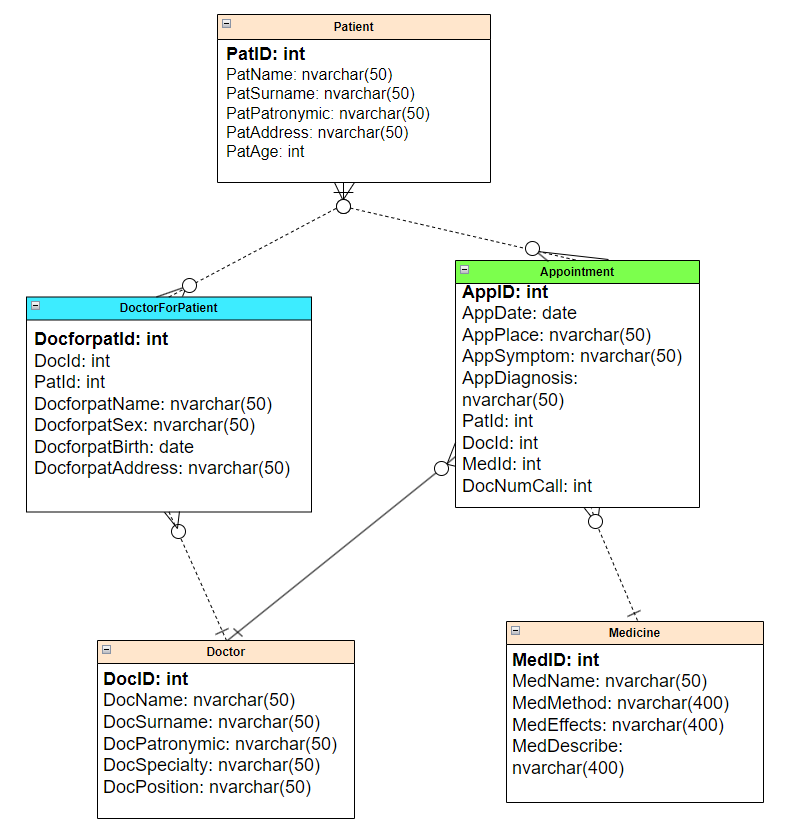 Patient
PatID: int
PatName: nvarchar(50)
PatSurname: nvarchar(50)
PatPatronymic: nvarchar(50)
PatAddress: nvarchar(50)
PatAge: int
DoctorForPatient
DocforpatId: int
DocId: int
PatId: int
DocforpatName: nvarchar(50)
DocforpatSex: nvarchar(50)
DocforpatBirth: date
DocforpatAddress: nvarchar(50)
Appointment
AppID: int
AppDate: date
AppPlace: nvarchar(50)
AppSymptom: nvarchar(50)
AppDiagnosis:
nvarchar(50)
PatId: int
DocId: int
MedId: int
DocNumCall: int
Doctor
DocID: int
DocName: nvarchar(50)
DocSurname: nvarchar(50)
DocPatronymic: nvarchar(50)
DocSpecialty: nvarchar(50)
DocPosition: nvarchar(50)
Medicine
MedID: int
MedName: nvarchar(50)
MedMethod: nvarchar(400)
MedEffects: nvarchar(400)
MedDescribe:
nvarchar(400)